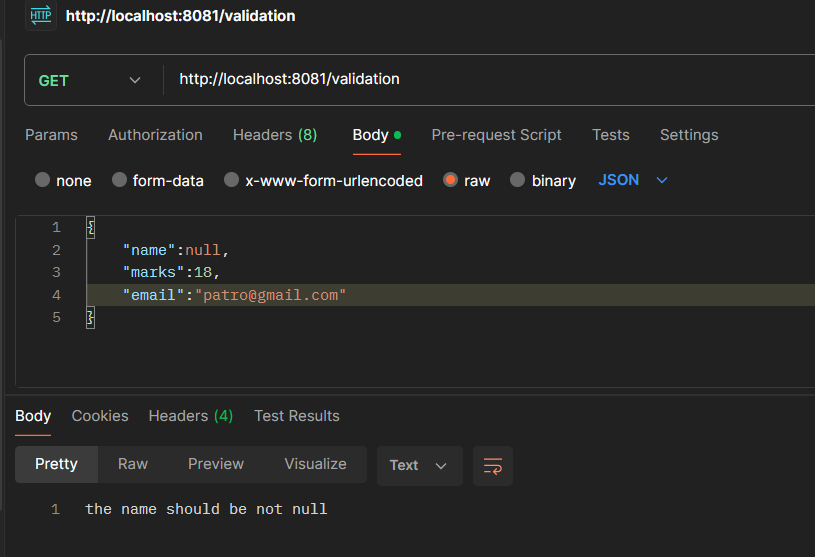 HTTP http://localhost:8081/validation
GET http://localhost:8081/validation
Params Authorization Headers (8) Body Pre-request Script Tests Settings
none form-data x-www-form-urlencoded raw binary JSON
1 {
2 "name":null,
3 "marks":18,
4 "email":"patro@gmail.com"
5 }
Body Cookies Headers (4) Test Results
Pretty Raw Preview Visualize Text
1 the name should be not null